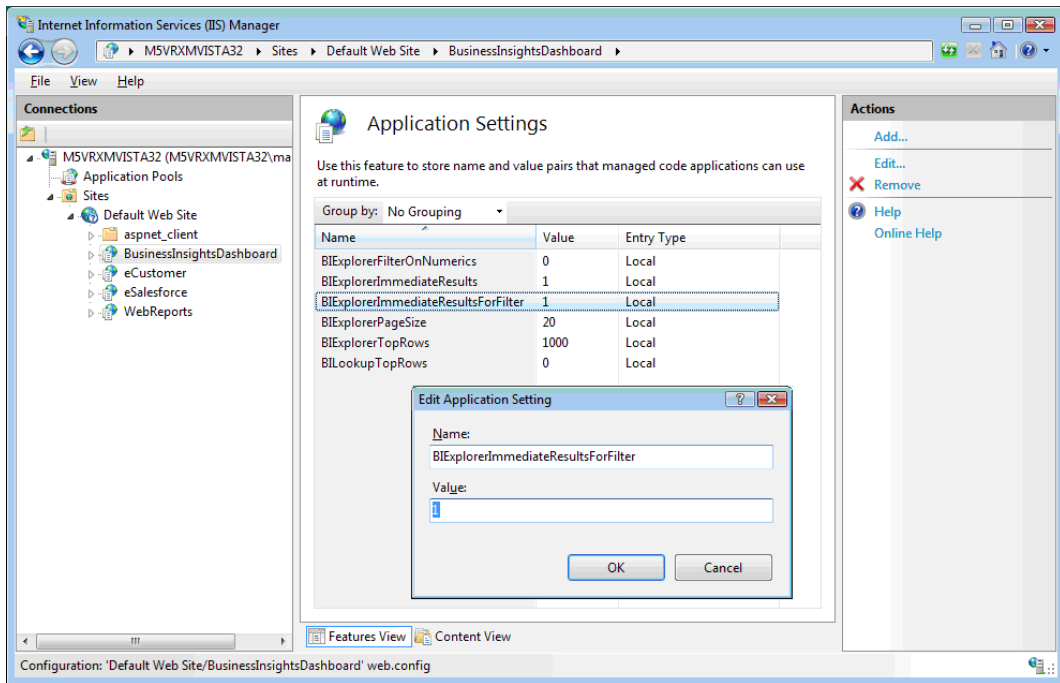 Internet Information Services (IIS) Manager
M5VRXMVISTA32 Sites Default Web Site BusinessInsightsDashboard
File View Help
Connections
M5VRXMVISTA32 (M5VRXMVISTA32\ma
Application Pools
Sites
Default Web Site
aspnet_client
BusinessInsightsDashboard
eCustomer
eSalesforce
WebReports
Application Settings
Use this feature to store name and value pairs that managed code applications can use
at runtime.
Group by: No Grouping
Name Value Entry Type
BIExplorerFilterOnNumerics 0 Local
BIExplorerImmediateResults 1 Local
BIExplorerImmediateResultsForFilter 1 Local
BIExplorerPageSize 20 Local
BIExplorerTopRows 1000 Local
BILookupTopRows 0 Local
Edit Application Setting
Name:
BIExplorerImmediateResultsForFilter
Value:
1
OK Cancel
Features View Content View
Actions
Add...
Edit...
Remove
Help
Online Help
Configuration: 'Default Web Site/BusinessInsightsDashboard' web.config